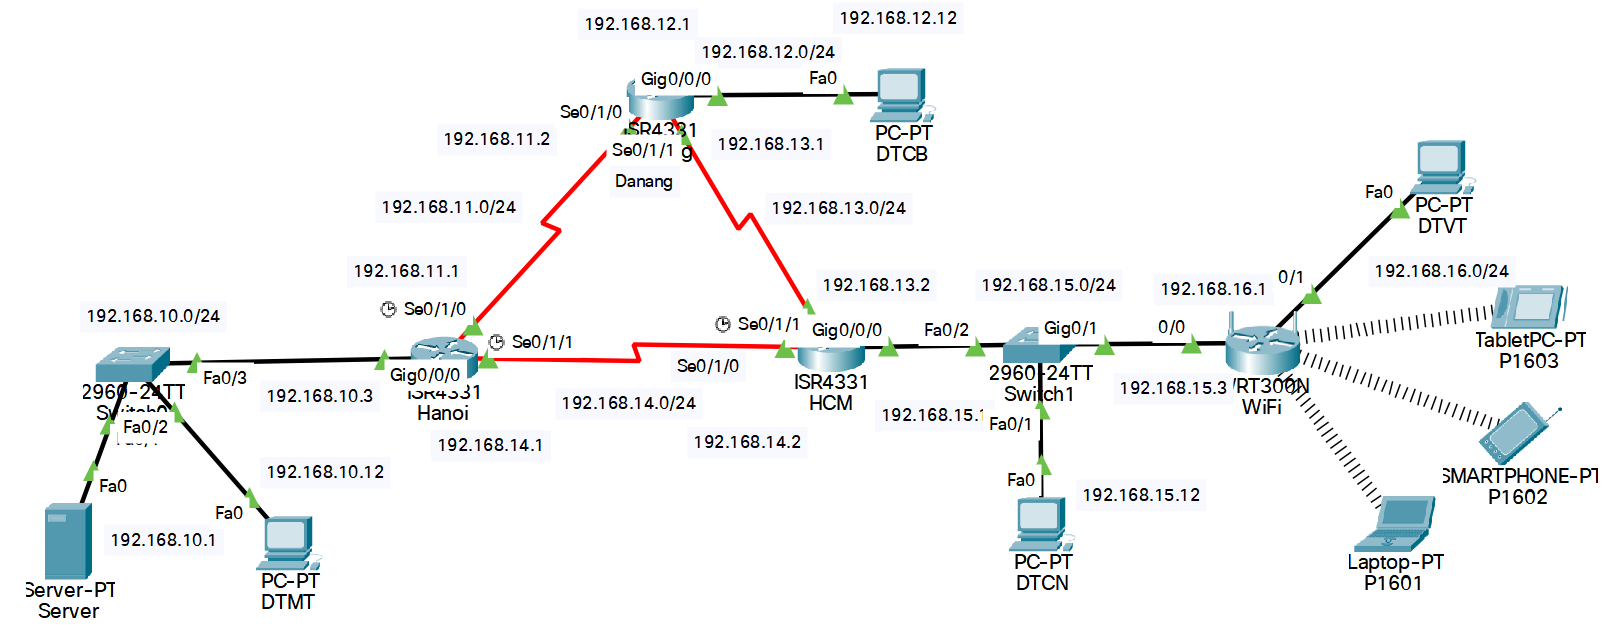 192.168.12.1
192.168.12.12
192.168.12.0/24
Gig0/0/0
Fa0
Se0/1/0
192.168.11.2
Se0/1/1
192.168.13.1
PC-PT
DTCB
Danang
192.168.11.0/24
192.168.13.0/24
Fa0
PC-PT
DTVT
192.168.11.1
192.168.13.2
192.168.15.0/24
192.168.16.1
0/1
192.168.16.0/24
Se0/1/0
192.168.10.0/24
Se0/1/1
Se0/1/1
Gig0/0/0
Fa0/2
Gig0/1
0/0
TabletPC-PT
P1603
Fa0/3
Gig0/0/0
Se0/1/0
2960-24TT
192.168.10.3
ISR4331
Hanoi
192.168.14.0/24
ISR4331
HCM
2960-24TT
Switch1
192.168.15.3
WRT300N
WiFi
Fa0/2
192.168.14.1
192.168.14.2
192.168.15.1
Fa0/1
192.168.10.12
Fa0
Fa0
192.168.15.12
SMARTPHONE-PT
P1602
Fa0
192.168.10.1
PC-PT
DTMT
PC-PT
DTCN
Laptop-PT
P1601
Server-PT
Server